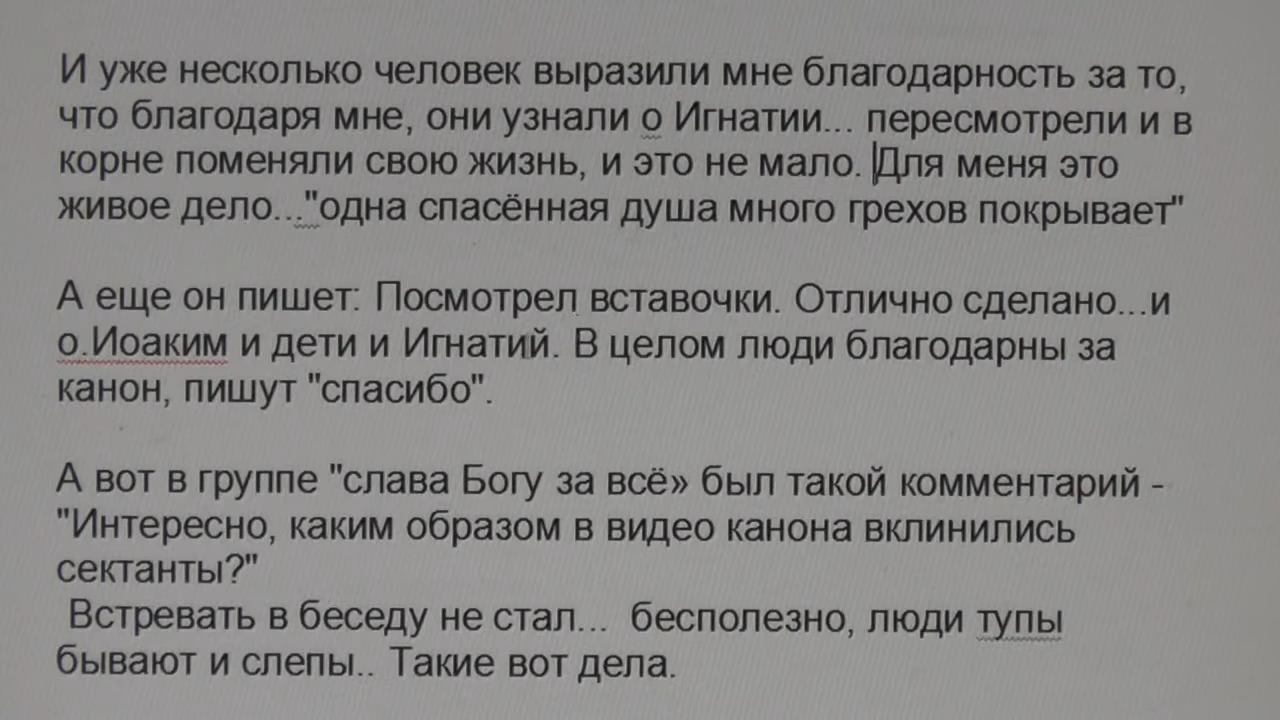 И уже несколько человек выразили мне благодарность за то,
что благодаря мне, они узнали о Игнатии... пересмотрели и в
корне поменяли свою жизнь, и это не мало. Для меня это
живое дело..."одна спасённая душа много грехов покрывает"
А еще он пишет: Посмотрел вставочки. Отлично сделано...и
о.Иоаким и дети и Игнатий. В целом люди благодарны за
канон, пишут "спасибо".
А вот в группе "слава Богу за всё» был такой комментарий -
"Интересно, каким образом в видео канона вклинились
сектанты?"
Встревать в беседу не стал... бесполезно, люди тупы
бывают и слепы.. Такие вот дела.